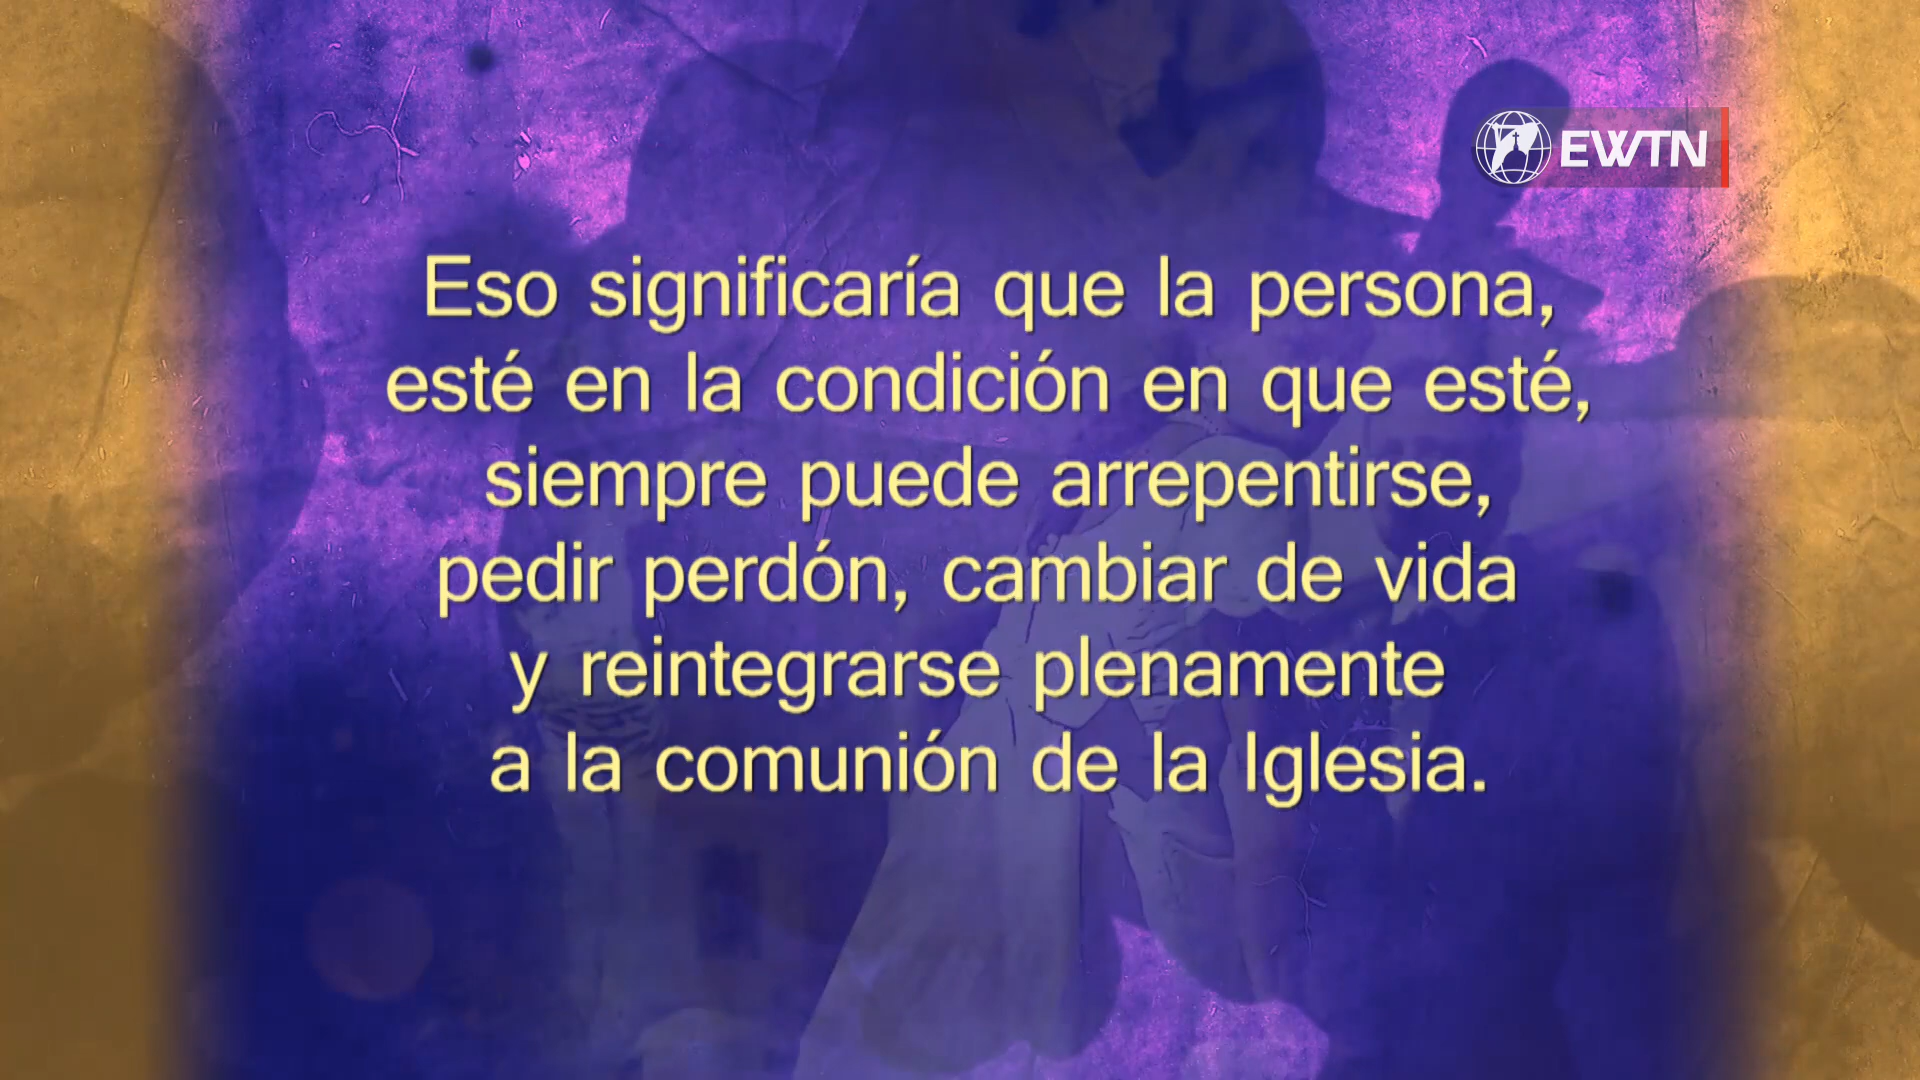 EWTN
Eso significaría que la persona,
esté en la condición en que esté,
siempre puede arrepentirse,
pedir perdón, cambiar de vida
y reintegrarse plenamente
a la comunión de la Iglesia.